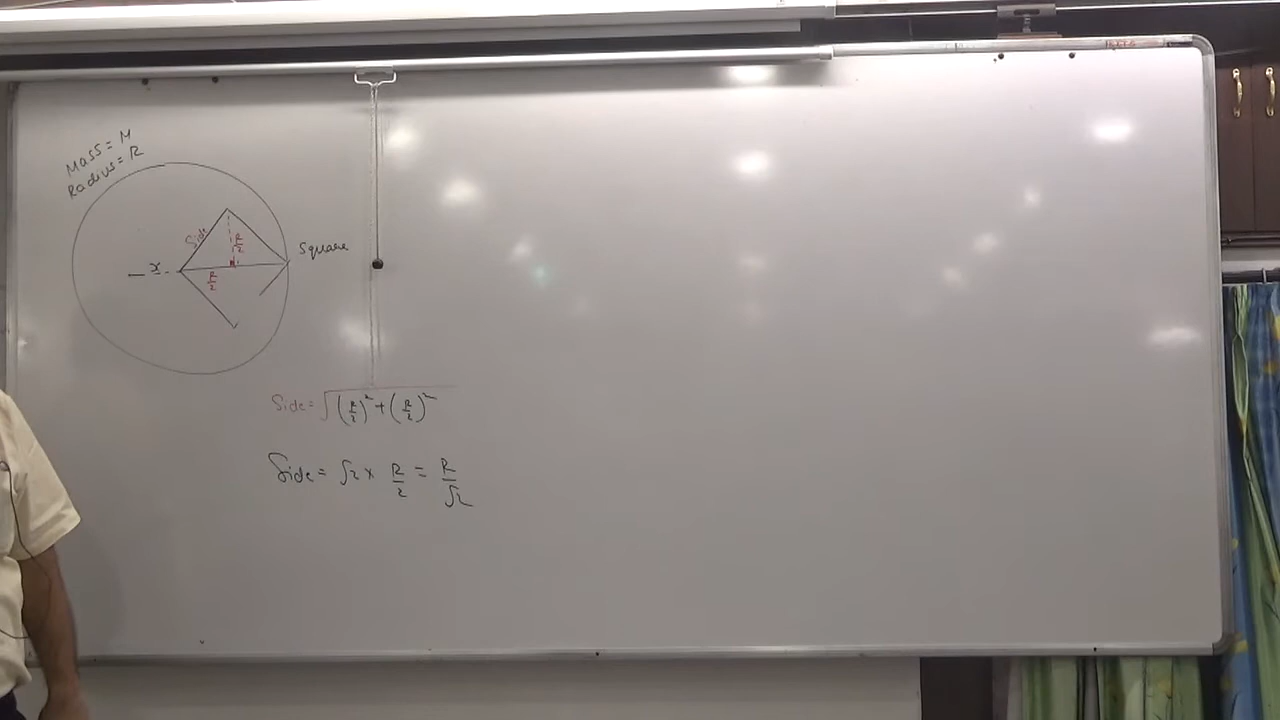 Mass = M
Radius = R
Side
R/2
Square
x
R/2
Side = √((R/2)² + (R/2)²)
Side = √2 × R/2 = R/√2